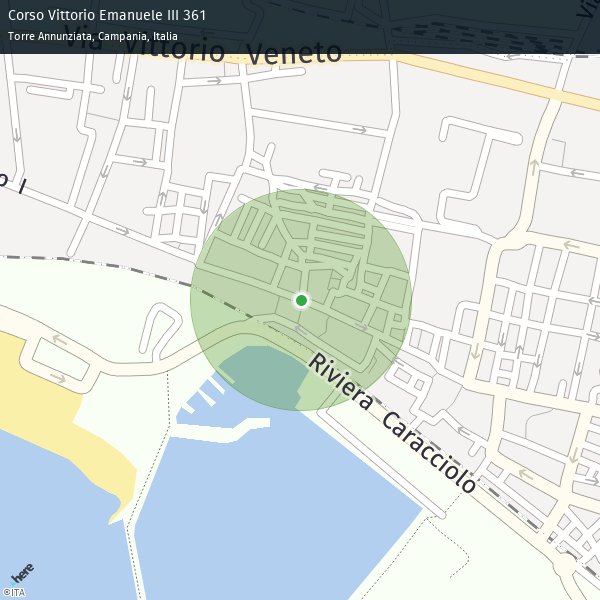 Corso Vittorio Emanuele III 361
Torre Annunziata, Campania, Italia
Via Vittorio Veneto
o I
Riviera Caracciolo
here
©ITA